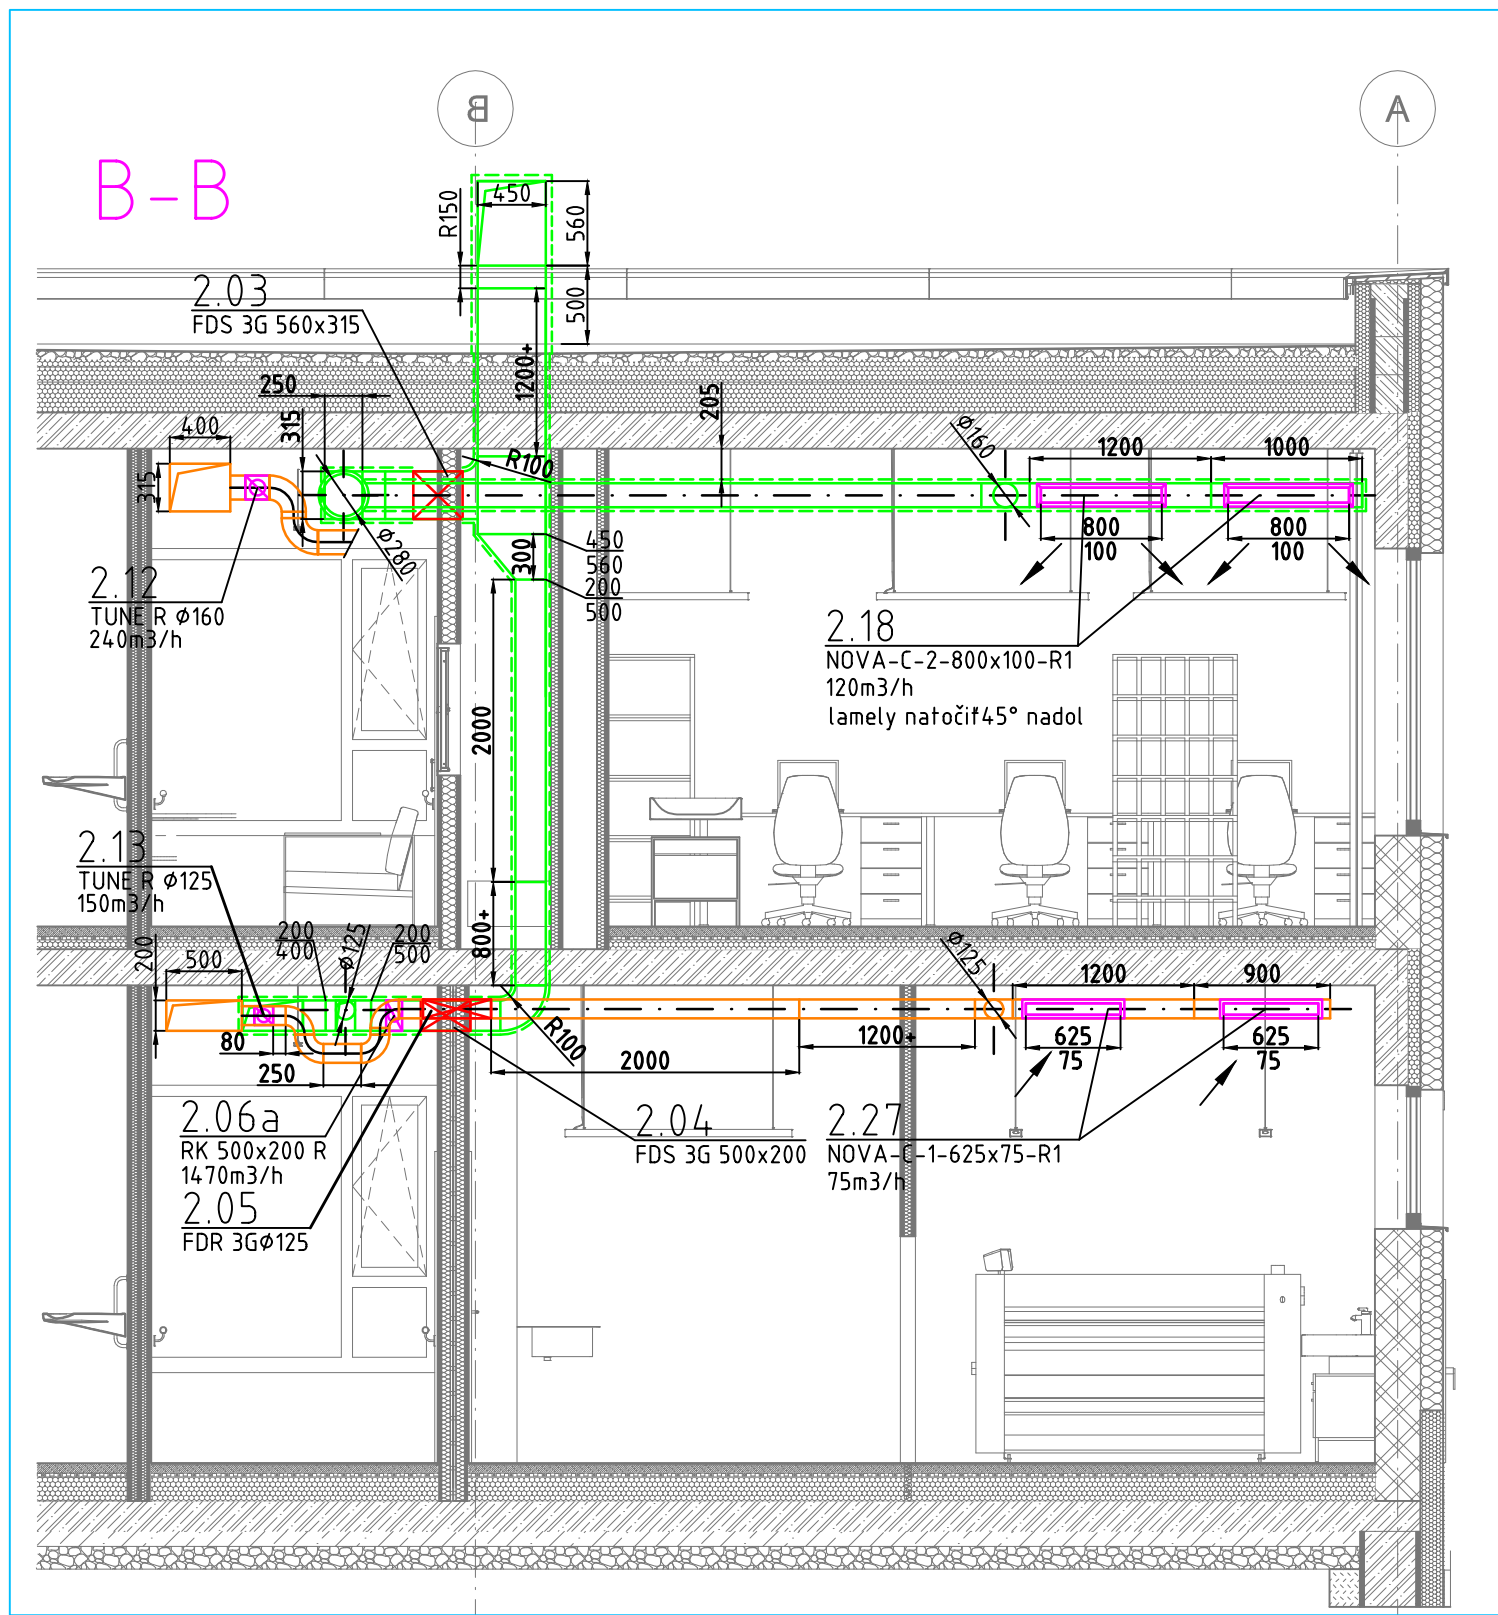 B
A
B-B
450
R150
560
2.03
FDS 3G 560x315
500
1200+
250
205
400
315
Ø160
1200
1000
R100
315
Ø280
800
100
800
100
450
560
200
500
300
2.12
TUNE R Ø160
240m3/h
2.18
NOVA-C-2-800x100-R1
120m3/h
lamely natočiť 45° nadol
2000
2.13
TUNE R Ø125
150m3/h
800+
200
500
200
400
Ø125
200
500
Ø125
1200
900
80
250
R100
2000
1200+
625
75
625
75
2.06a
RK 500x200 R
1470m3/h
2.05
FDR 3GØ125
2.04
FDS 3G 500x200
2.27
NOVA-C-1-625x75-R1
75m3/h